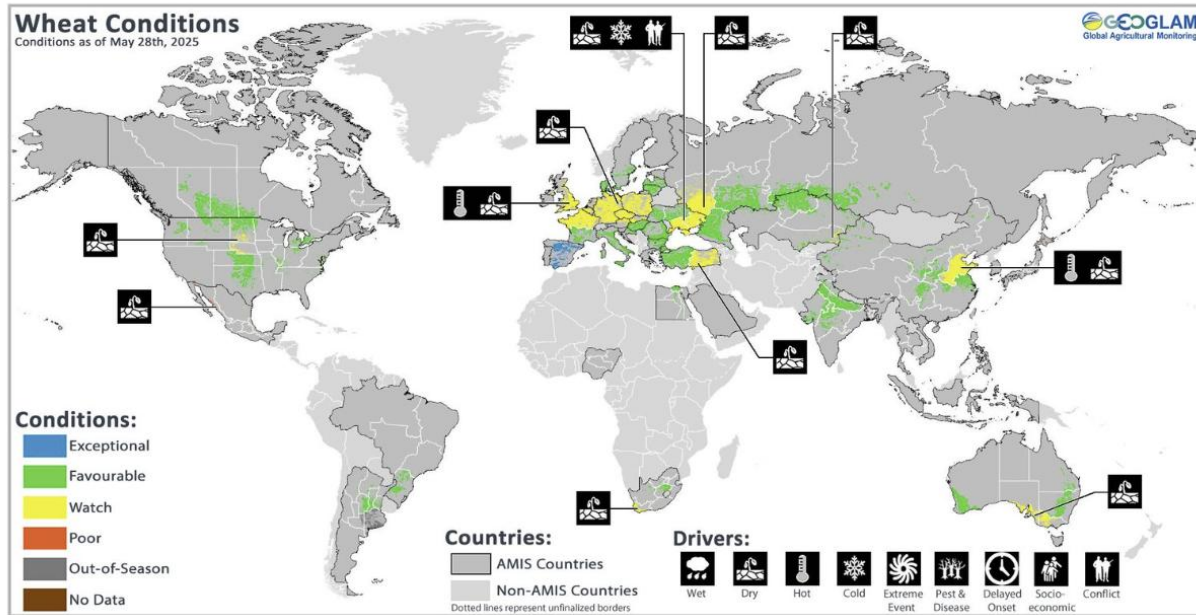 Wheat Conditions
Conditions as of May 28th, 2025
GEOGLAM
Global Agricultural Monitoring
Conditions:
Exceptional
Favourable
Watch
Poor
Out-of-Season
No Data
Countries:
AMIS Countries
Non-AMIS Countries
Dotted lines represent unfinalized borders
Drivers:
Wet
Dry
Hot
Cold
Extreme
Event
Pest &
Disease
Delayed
Onset
Socio-
economic
Conflict